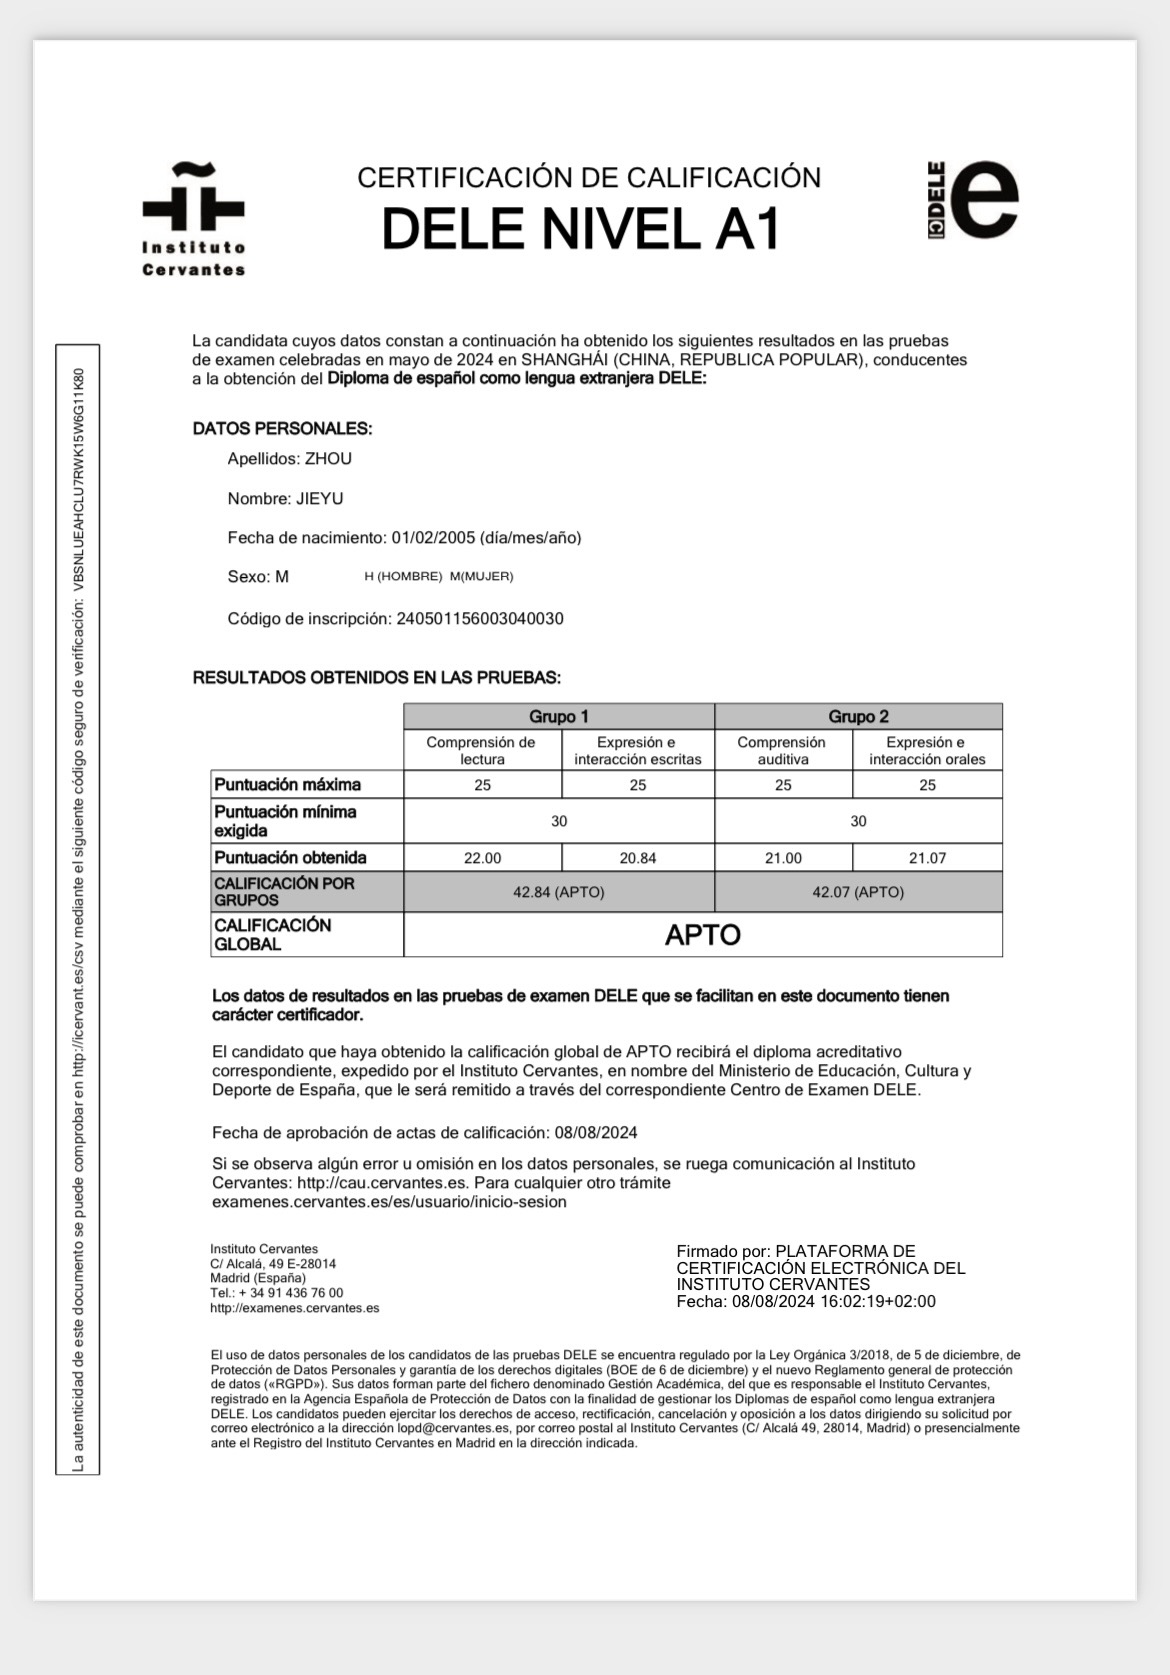 Instituto
Cervantes
CERTIFICACIÓN DE CALIFICACIÓN
DELE NIVEL A1
DELE
e
La autenticidad de este documento se puede comprobar en http://icervant.es/csv mediante el siguiente código seguro de verificación: VBSNLUEAHCLU7RWK15W6G11K80
La candidata cuyos datos constan a continuación ha obtenido los siguientes resultados en las pruebas
de examen celebradas en mayo de 2024 en SHANGHÁI (CHINA, REPUBLICA POPULAR), conducentes
a la obtención del Diploma de español como lengua extranjera DELE:
DATOS PERSONALES:
Apellidos: ZHOU
Nombre: JIEYU
Fecha de nacimiento: 01/02/2005 (día/mes/año)
Sexo: M H (HOMBRE) M(MUJER)
Código de inscripción: 240501156003040030
RESULTADOS OBTENIDOS EN LAS PRUEBAS:
Grupo 1 Grupo 2
Comprensión de lectura Expresión e interacción escritas Comprensión auditiva Expresión e interacción orales
Puntuación máxima 25 25 25 25
Puntuación mínima exigida 30 30
Puntuación obtenida 22.00 20.84 21.00 21.07
CALIFICACIÓN POR GRUPOS 42.84 (APTO) 42.07 (APTO)
CALIFICACIÓN GLOBAL APTO
Los datos de resultados en las pruebas de examen DELE que se facilitan en este documento tienen
carácter certificador.
El candidato que haya obtenido la calificación global de APTO recibirá el diploma acreditativo
correspondiente, expedido por el Instituto Cervantes, en nombre del Ministerio de Educación, Cultura y
Deporte de España, que le será remitido a través del correspondiente Centro de Examen DELE.
Fecha de aprobación de actas de calificación: 08/08/2024
Si se observa algún error u omisión en los datos personales, se ruega comunicación al Instituto
Cervantes: http://cau.cervantes.es. Para cualquier otro trámite
examenes.cervantes.es/es/usuario/inicio-sesion
Instituto Cervantes
C/ Alcalá, 49 E-28014
Madrid (España)
Tel.: + 34 91 436 76 00
http://examenes.cervantes.es
Firmado por: PLATAFORMA DE
CERTIFICACIÓN ELECTRÓNICA DEL
INSTITUTO CERVANTES
Fecha: 08/08/2024 16:02:19+02:00
El uso de datos personales de los candidatos de las pruebas DELE se encuentra regulado por la Ley Orgánica 3/2018, de 5 de diciembre, de
Protección de Datos Personales y garantía de los derechos digitales (BOE de 6 de diciembre) y el nuevo Reglamento general de protección
de datos («RGPD»). Sus datos forman parte del fichero denominado Gestión Académica, del que es responsable el Instituto Cervantes,
registrado en la Agencia Española de Protección de Datos con la finalidad de gestionar los Diplomas de español como lengua extranjera
DELE. Los candidatos pueden ejercitar los derechos de acceso, rectificación, cancelación y oposición a los datos dirigiendo su solicitud por
correo electrónico a la dirección lopd@cervantes.es, por correo postal al Instituto Cervantes (C/ Alcalá 49, 28014, Madrid) o presencialmente
ante el Registro del Instituto Cervantes en Madrid en la dirección indicada.